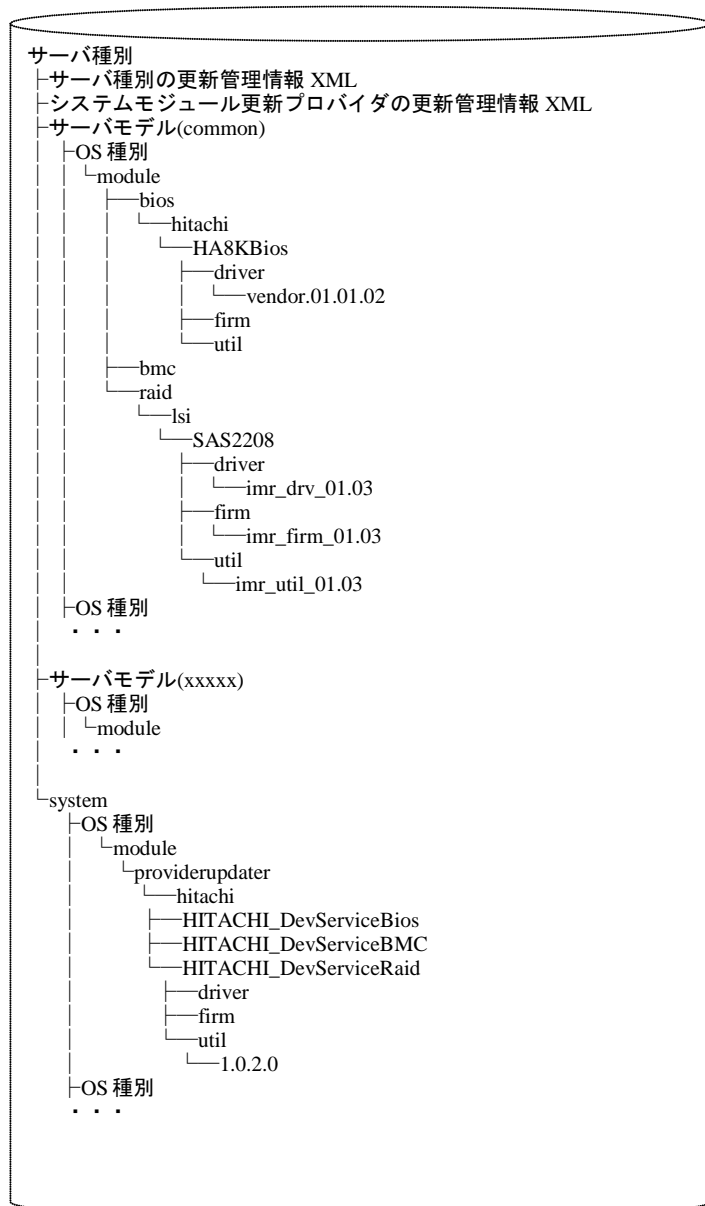 サーバ種別
サーバ種別の更新管理情報 XML
システムモジュール更新プロバイダの更新管理情報 XML
サーバモデル(common)
OS 種別
module
bios
hitachi
HA8KBios
driver
vendor.01.01.02
firm
util
bmc
raid
lsi
SAS2208
driver
imr_drv_01.03
firm
imr_firm_01.03
util
imr_util_01.03
OS 種別
・・・
サーバモデル(xxxxx)
OS 種別
module
・・・
system
OS 種別
module
providerupdater
hitachi
HITACHI_DevServiceBios
HITACHI_DevServiceBMC
HITACHI_DevServiceRaid
driver
firm
util
1.0.2.0
OS 種別
・・・